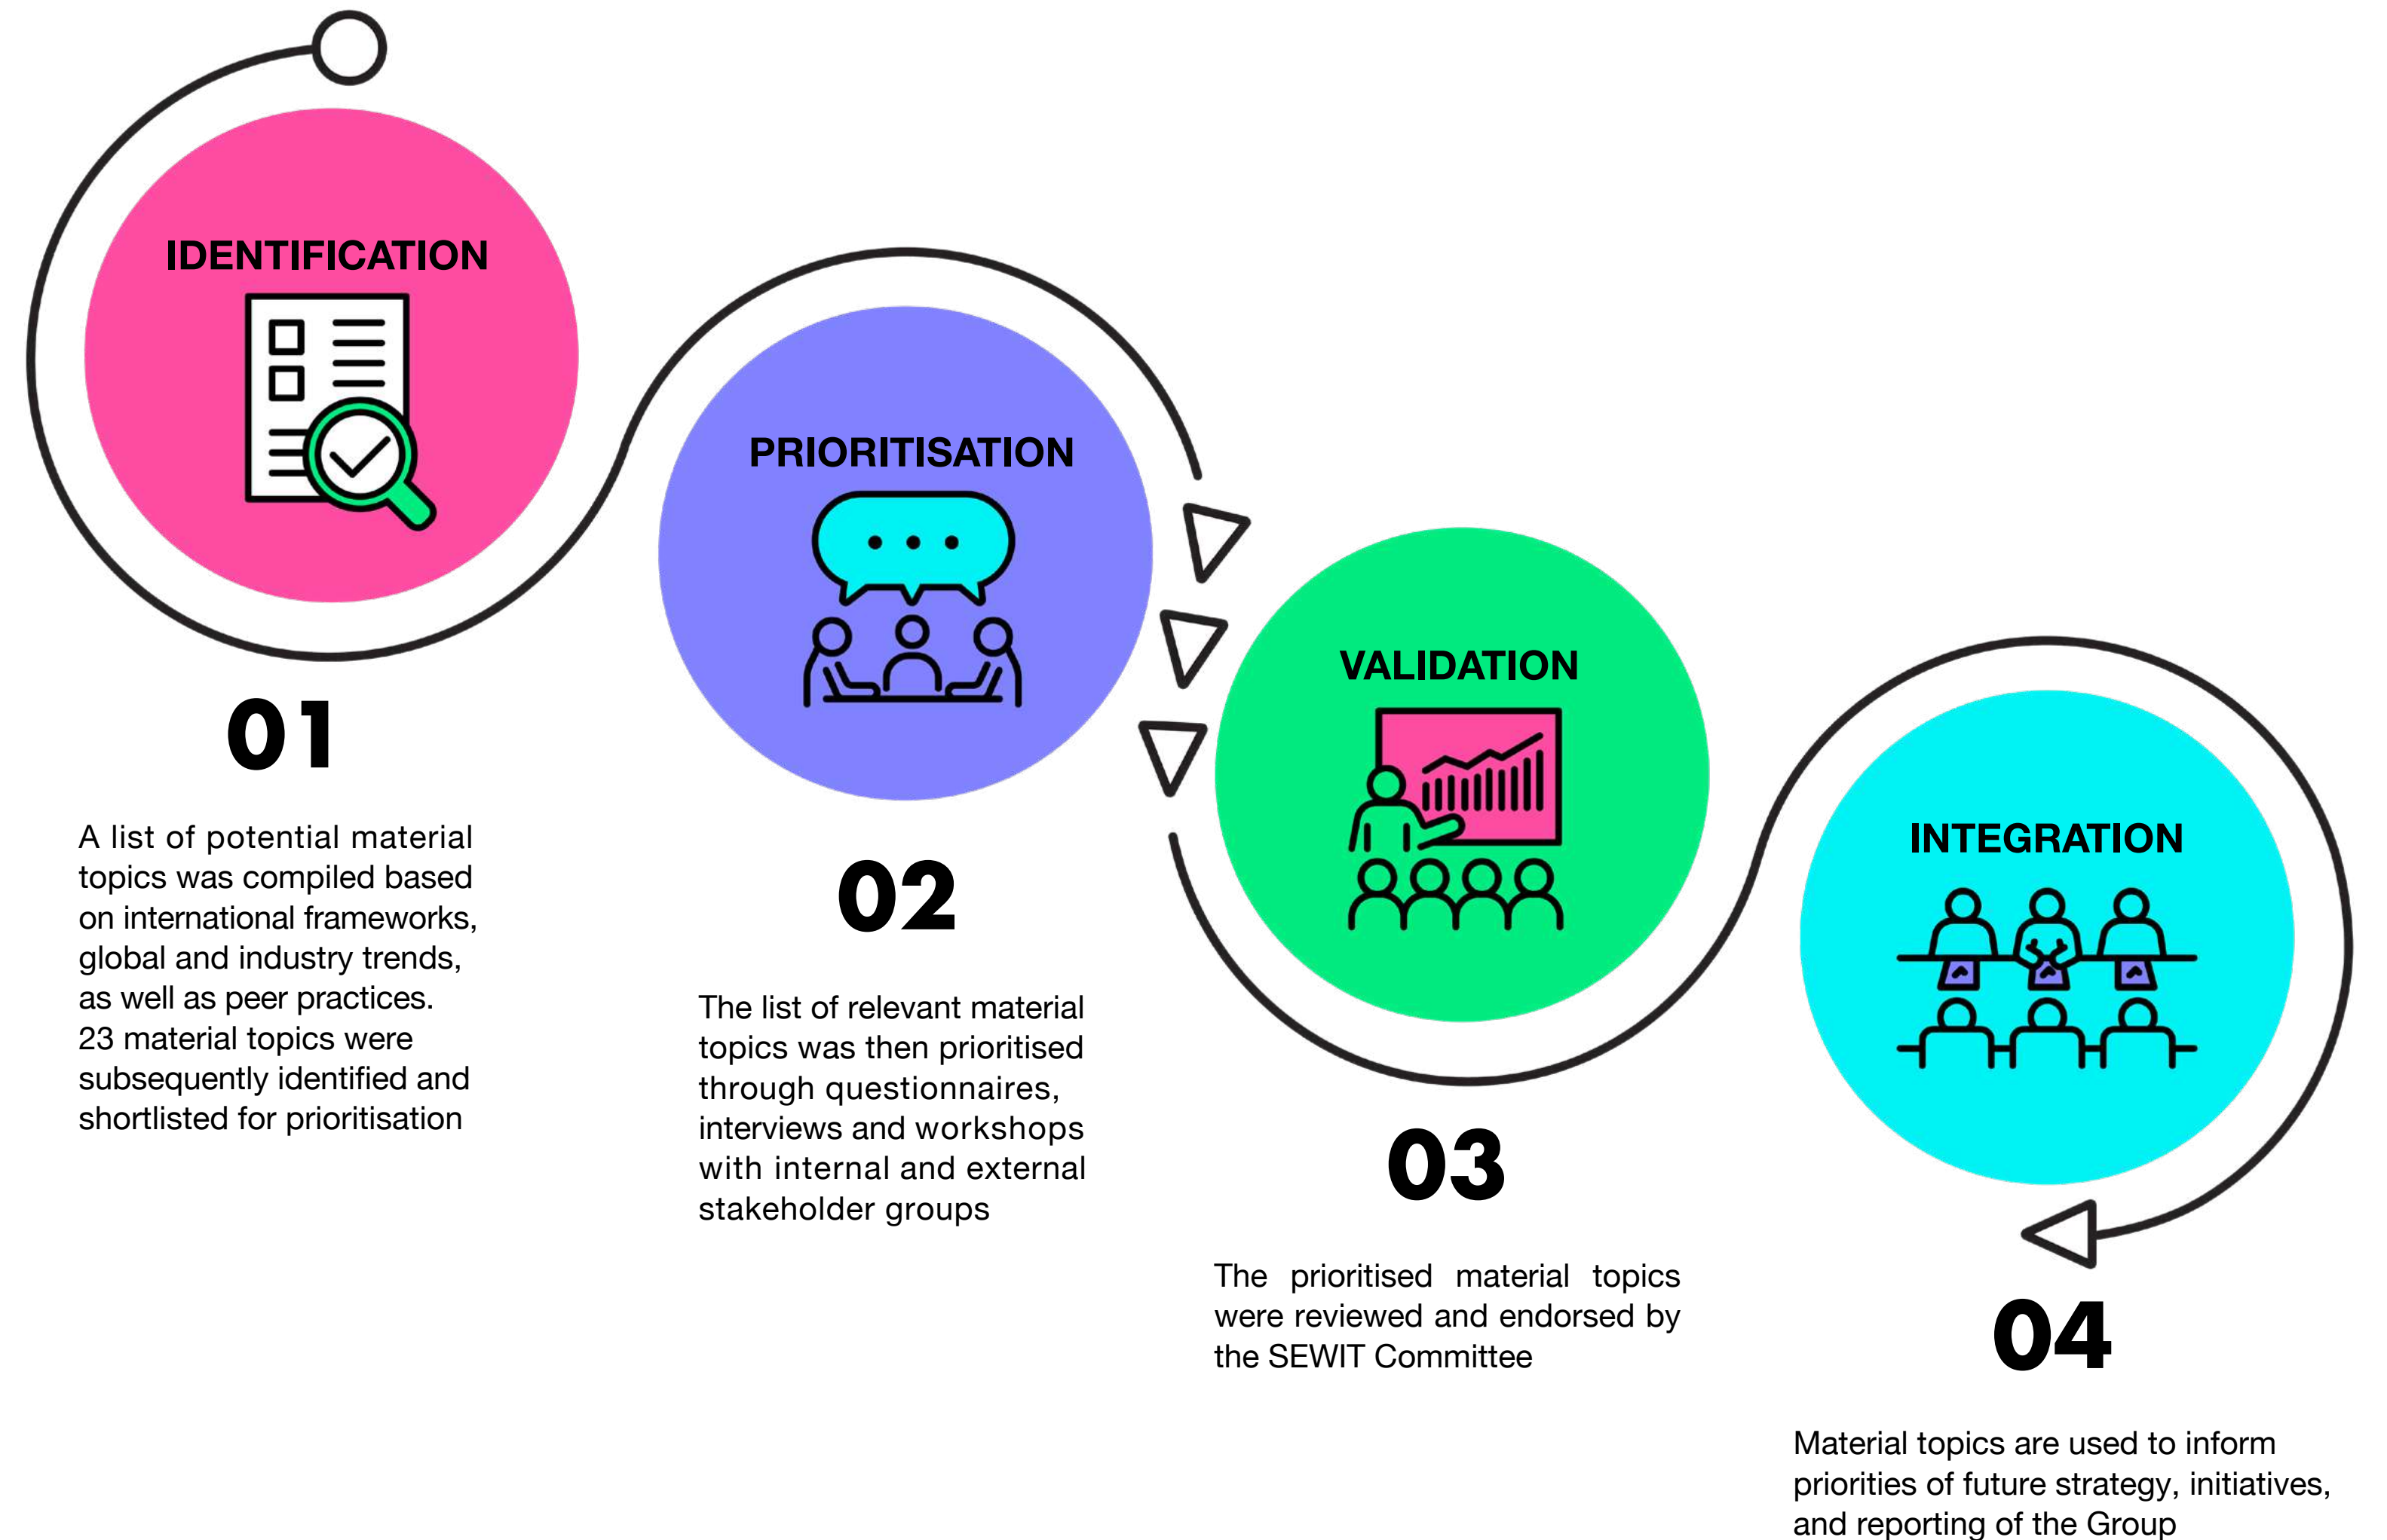 IDENTIFICATION
01
A list of potential material
topics was compiled based
on international frameworks,
global and industry trends,
as well as peer practices.
23 material topics were
subsequently identified and
shortlisted for prioritisation
PRIORITISATION
02
The list of relevant material
topics was then prioritised
through questionnaires,
interviews and workshops
with internal and external
stakeholder groups
VALIDATION
03
The prioritised material topics
were reviewed and endorsed by
the SEWIT Committee
INTEGRATION
04
Material topics are used to inform
priorities of future strategy, initiatives,
and reporting of the Group